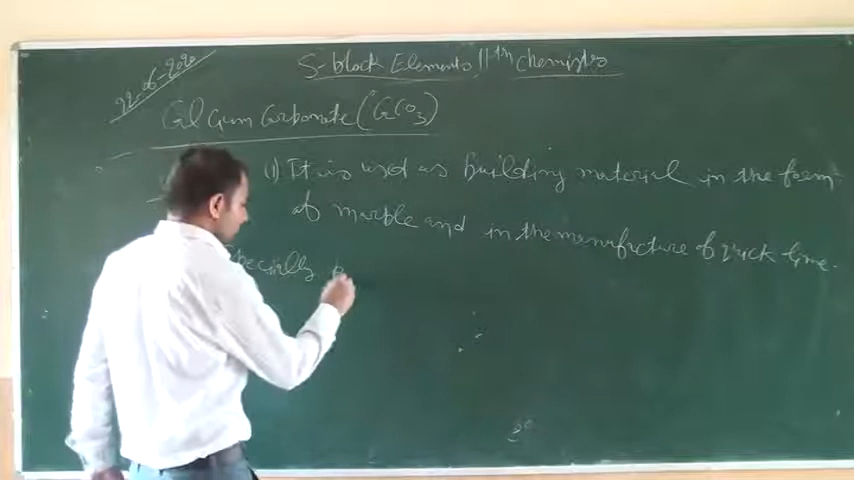 22-06-2020
S-block Elements 11th Chemistry
Calcium Carbonate (CaCO3)
(1) It is used as building material in the form
of marble and in the manufacture of quick lime.
Specially p